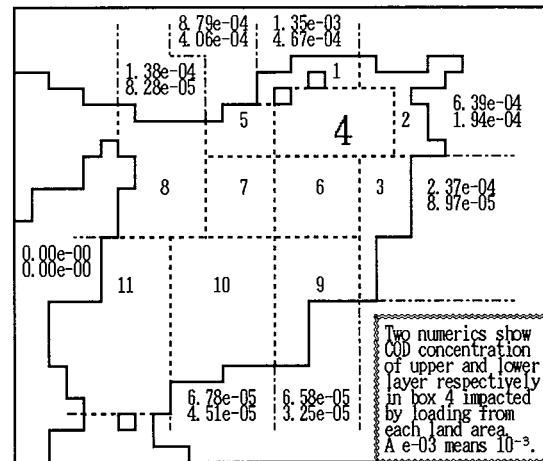 8.79e-04 1.35e-03
4.06e-04 4.67e-04
1.38e-04
8.28e-05
1
6.39e-04
1.94e-04
5
4
2
2.37e-04
8.97e-05
8
7
6
3
0.00e-00
0.00e-00
11
10
9
6.78e-05 6.58e-05
4.51e-05 3.25e-05
Two numerics show
COD concentration
of upper and lower
layer respectively
in box 4 impacted
by loading from
each land area.
A e-03 means 10⁻³.